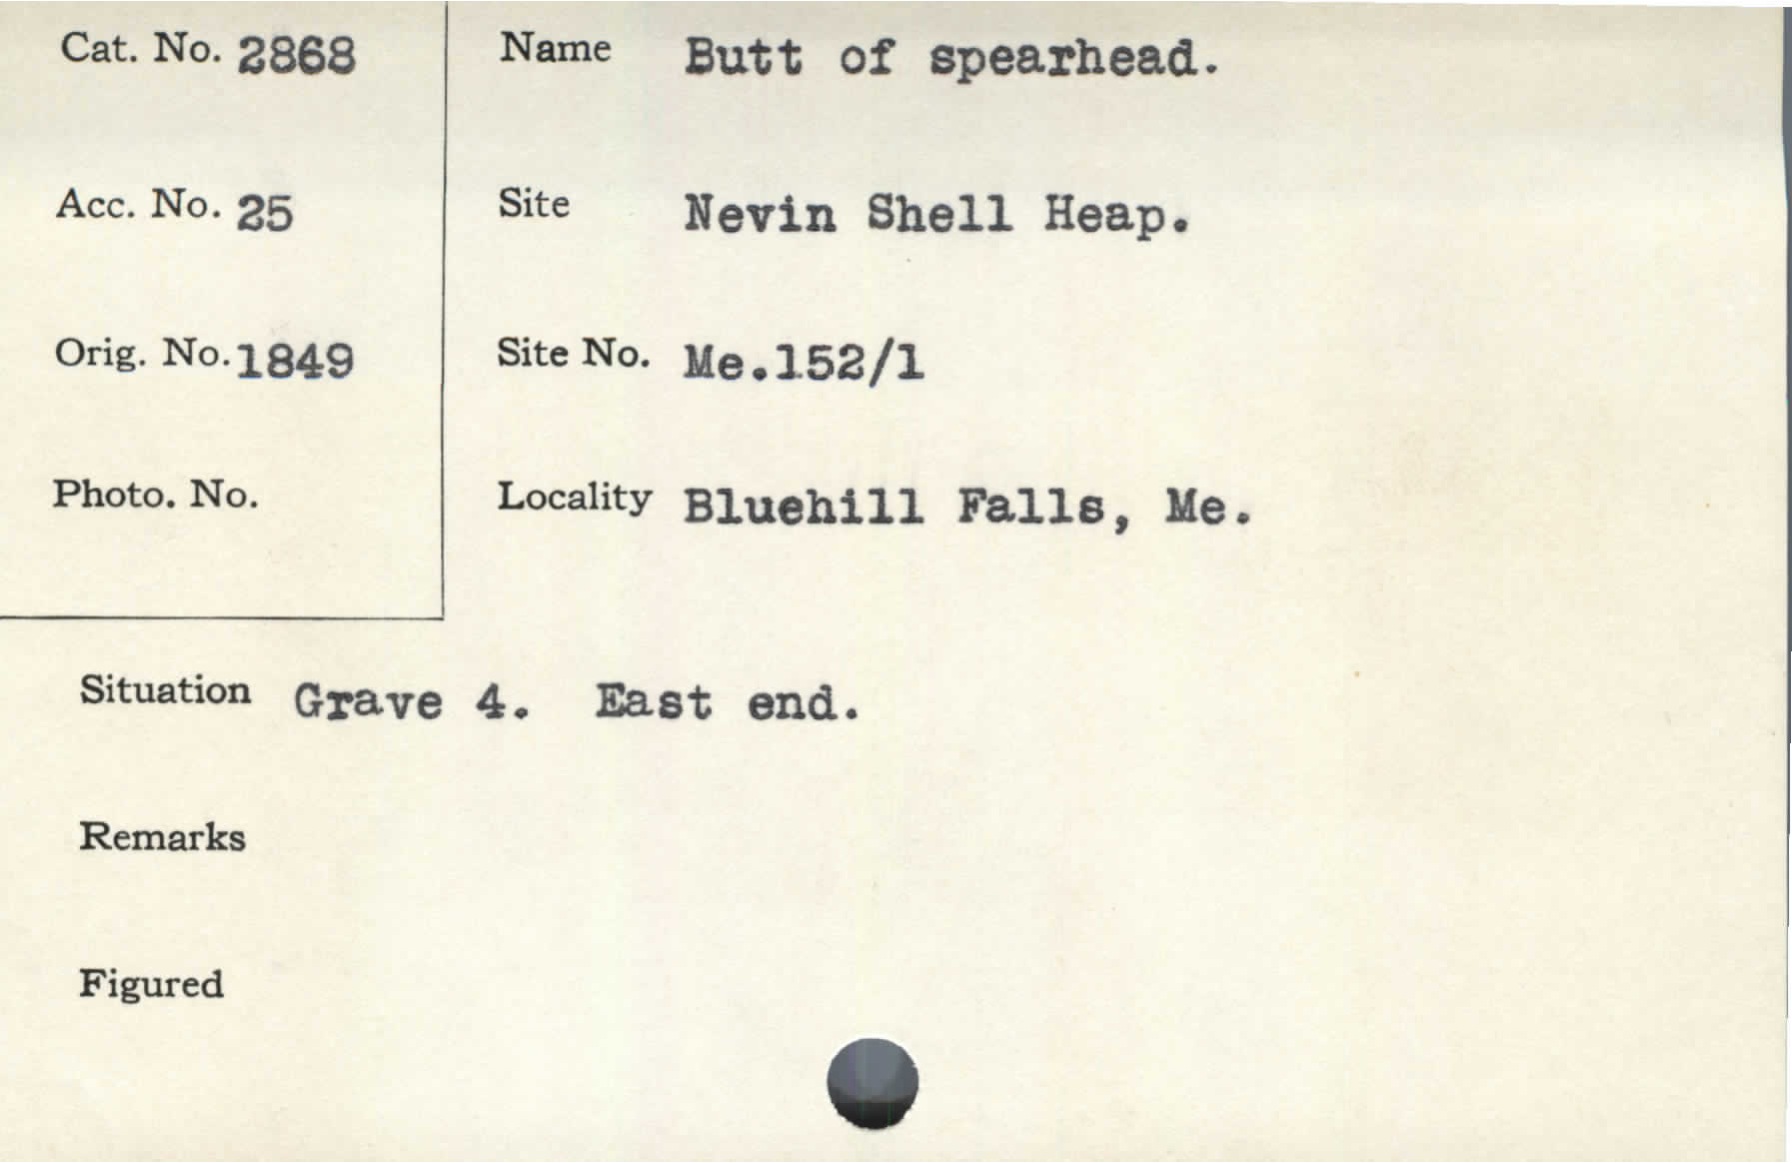 Cat. No. 2868
Acc. No. 25
Orig. No. 1849
Photo. No.
Name Butt of spearhead.
Site Nevin Shell Heap.
Site No. Me.152/1
Locality Bluehill Falls, Me.
Situation Grave 4. East end.
Remarks
Figured